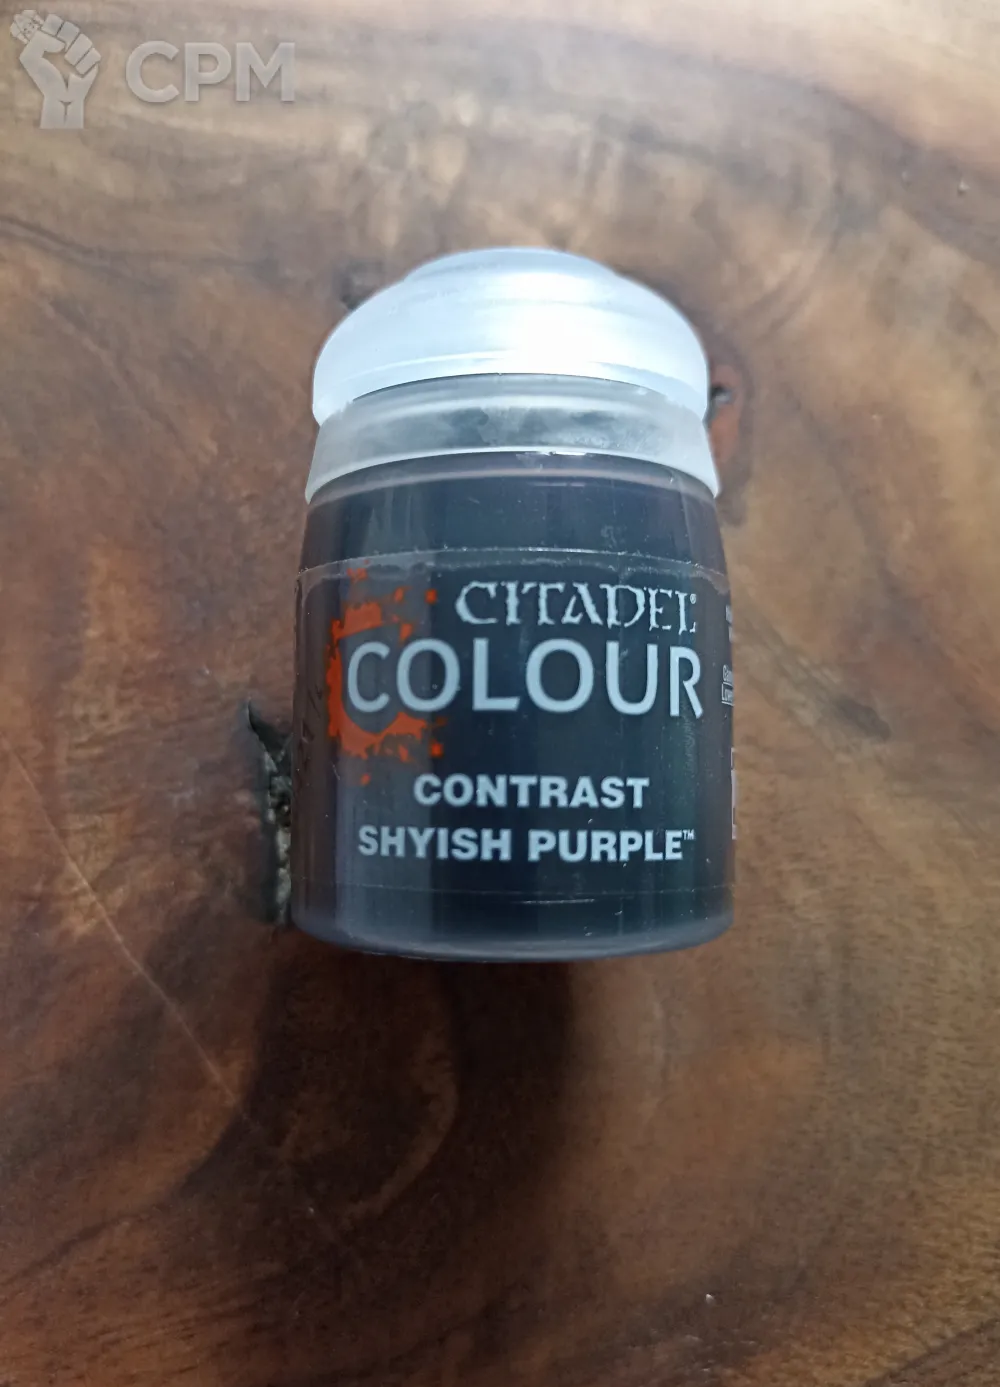 CPM
CITADEL®
COLOUR
CONTRAST
SHYISH PURPLE™